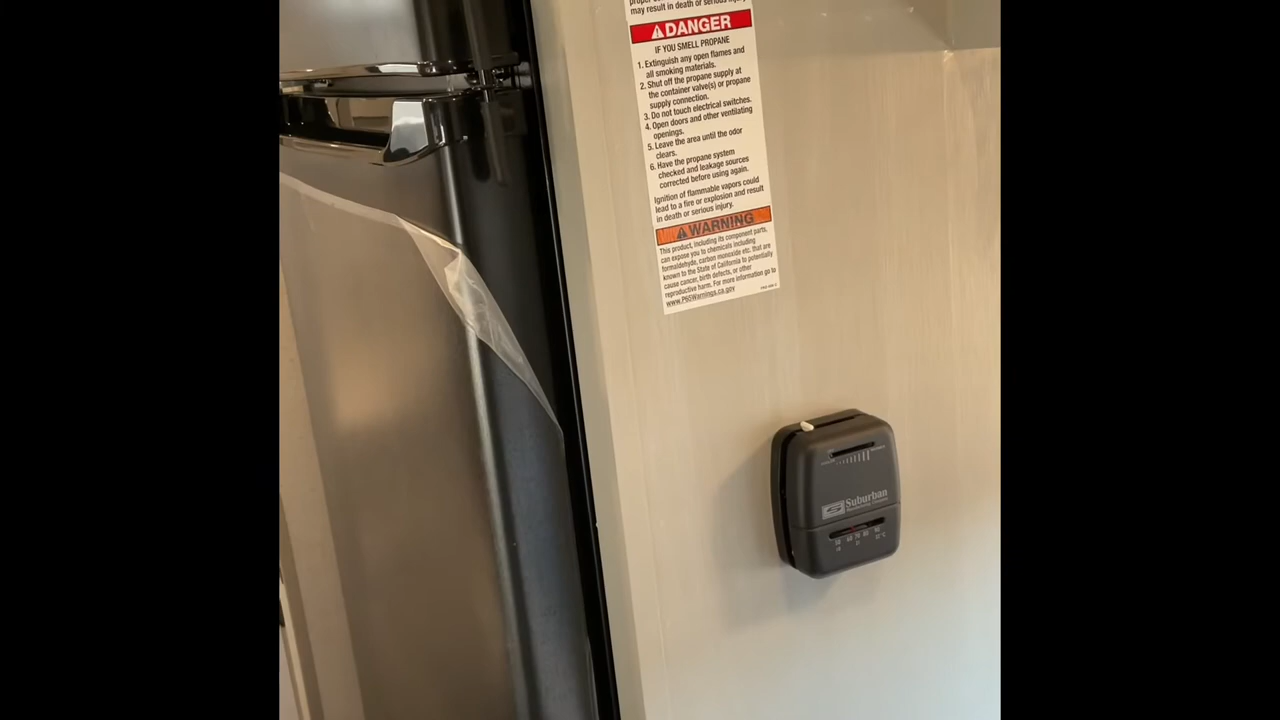 may result in death or serious injury
DANGER
IF YOU SMELL PROPANE
1. Extinguish any open flames and
all smoking materials.
2. Shut off the propane supply at
the container valve(s) or propane
supply connection.
3. Do not touch electrical switches.
4. Open doors and other ventilating
openings.
5. Leave the area until the odor
clears.
6. Have the propane system
checked and leakage sources
corrected before using again.
Ignition of flammable vapors could
lead to a fire or explosion and result
in death or serious injury.
WARNING
This product, including its component parts,
can expose you to chemicals including
formaldehyde, carbon monoxide etc. that are
known to the State of California to potentially
cause cancer, birth defects, or other
reproductive harm. For more information go to
www.P65Warnings.ca.gov
Suburban
50 60 70 80 90